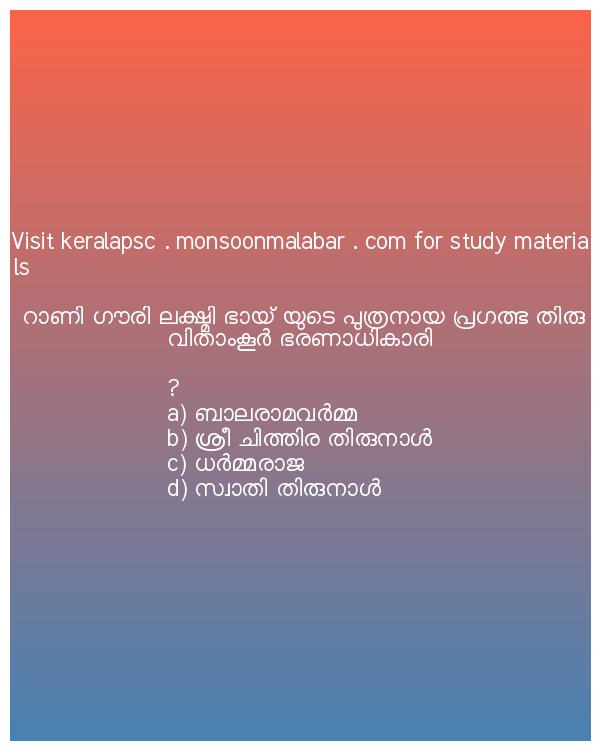 Visit keralapsc . monsoonmalabar . com for study materia
ls
റാണി ഗൗരി ലക്ഷ്മി ഭായ് യുടെ പുത്രനായ പ്രഗത്ഭ തിരു
വിതാംകൂർ ഭരണാധികാരി
?
a) ബാലരാമവർമ്മ
b) ശ്രീ ചിത്തിര തിരുനാൾ
c) ധർമ്മരാജ
d) സ്വാതി തിരുനാൾ